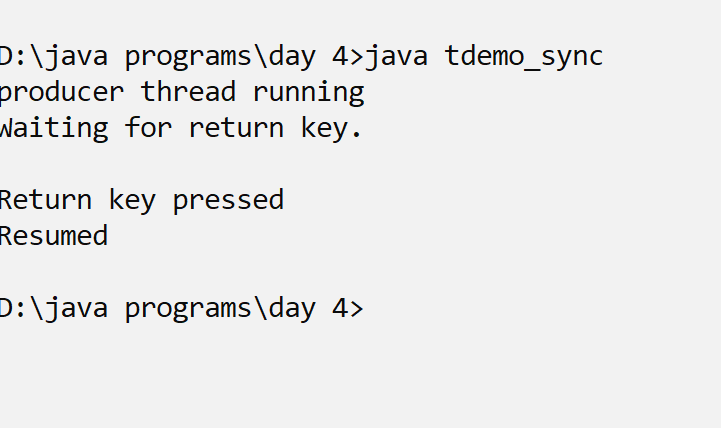 D:\java programs\day 4>java tdemo_sync
producer thread running
Waiting for return key.
Return key pressed
Resumed
D:\java programs\day 4>